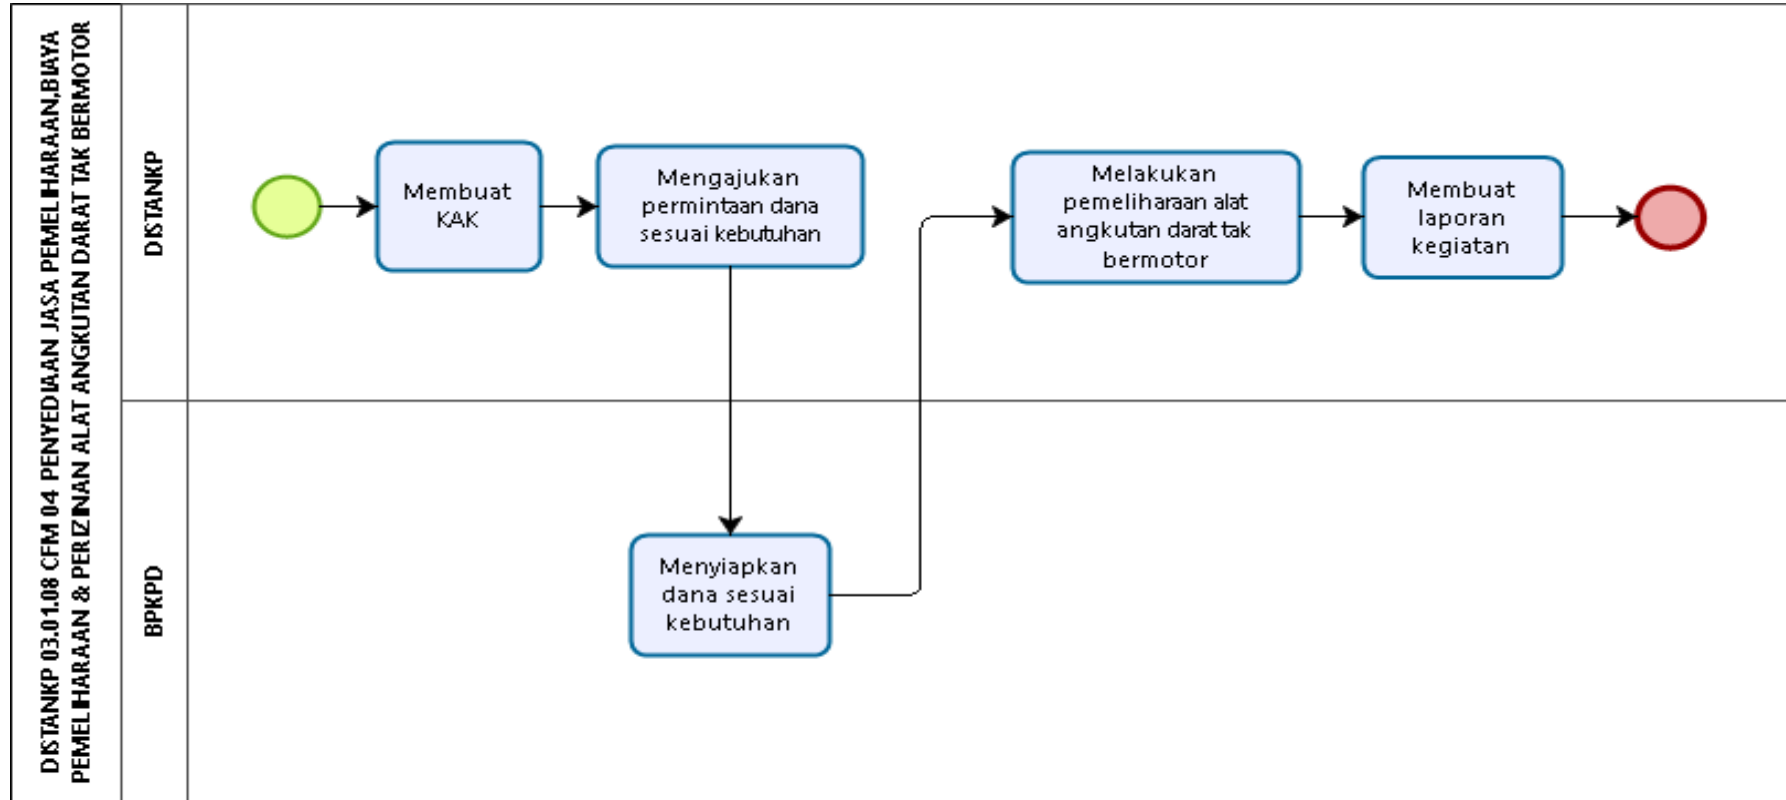 DISTANKP 03.01.08 CFM 04 PENYEDIAAN JASA PEMELIHARAAN,BIAYA
PEMELIHARAAN & PERIZINAN ALAT ANGKUTAN DARAT TAK BERMOTOR
DISTANKP
Membuat
KAK
Mengajukan
permintaan dana
sesuai kebutuhan
Melakukan
pemeliharaan alat
angkutan darat tak
bermotor
Membuat
laporan
kegiatan
BPKPD
Menyiapkan
dana sesuai
kebutuhan